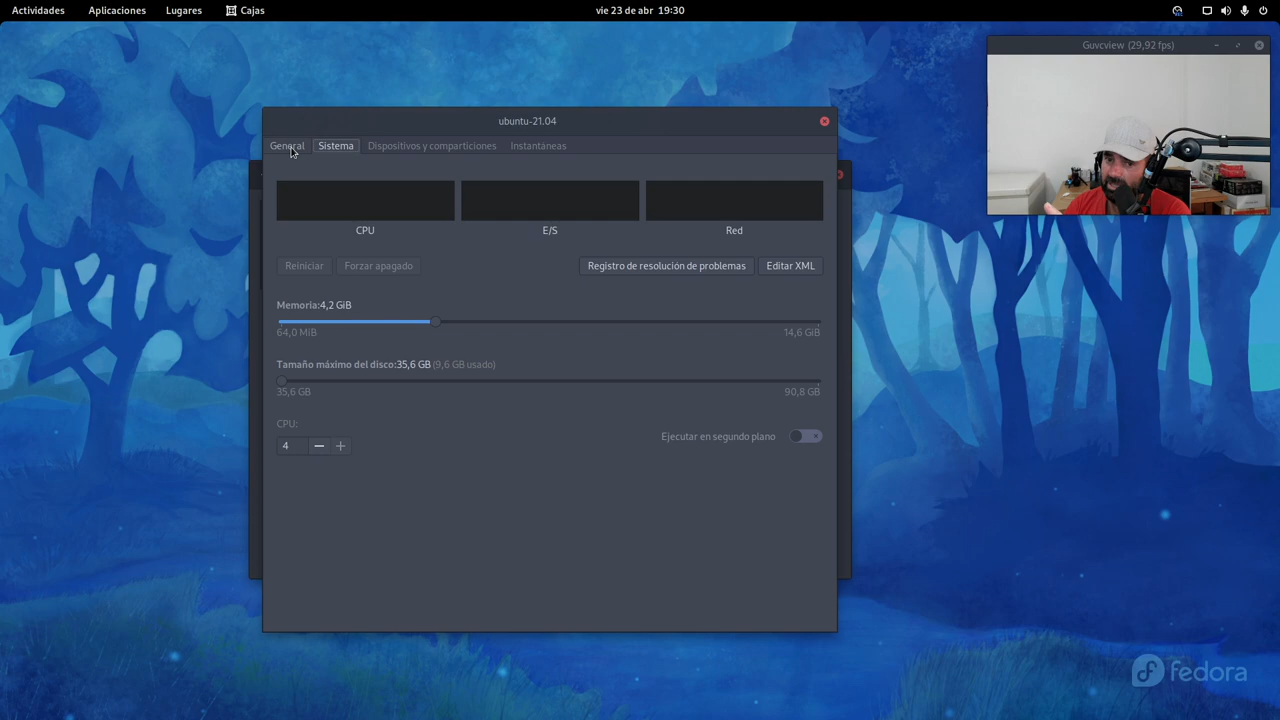 Actividades Aplicaciones Lugares Cajas vie 23 de abr 19:30
Guvcview (29,92 fps)
ubuntu-21.04
General Sistema Dispositivos y comparticiones Instantáneas
CPU E/S Red
Reiniciar Forzar apagado Registro de resolución de problemas Editar XML
Memoria:4,2 GiB
64,0 MiB 14,6 GiB
Tamaño máximo del disco:35,6 GB (9,6 GB usado)
35,6 GB 90,8 GB
CPU:
Ejecutar en segundo plano
4
fedora